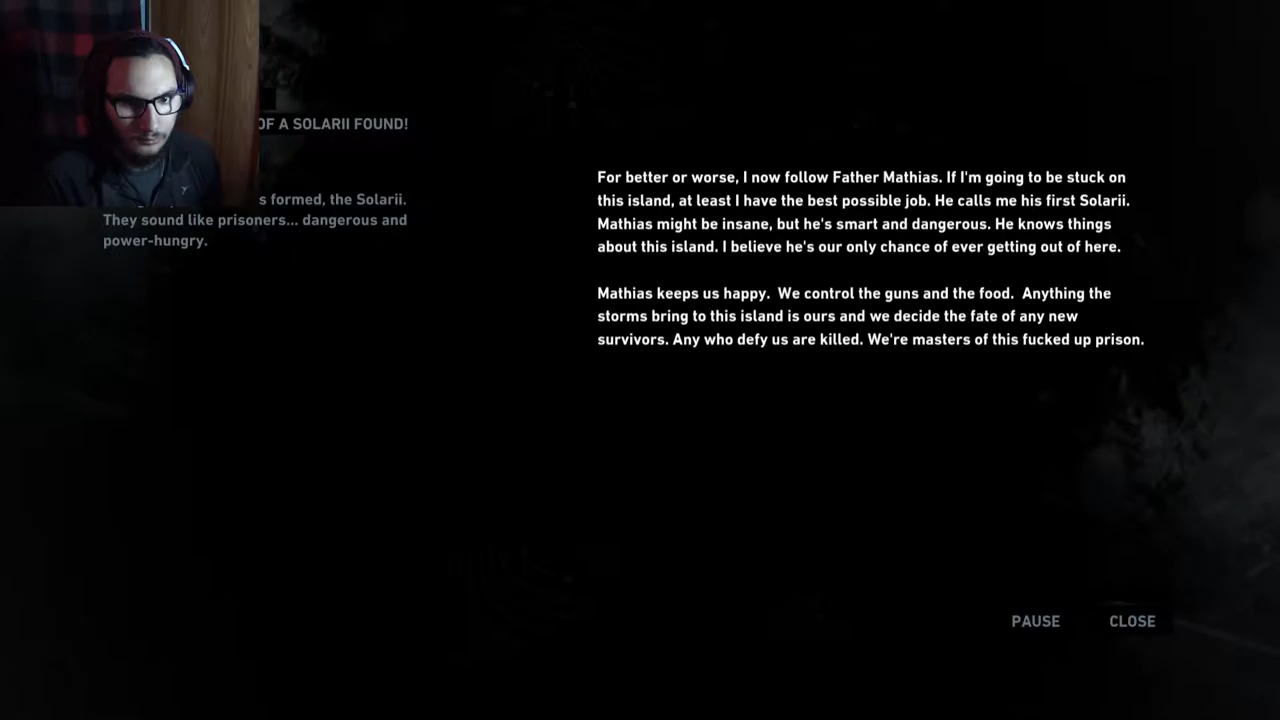 OF A SOLARII FOUND!
s formed, the Solarii.
They sound like prisoners... dangerous and
power-hungry.
For better or worse, I now follow Father Mathias. If I'm going to be stuck on
this island, at least I have the best possible job. He calls me his first Solarii.
Mathias might be insane, but he's smart and dangerous. He knows things
about this island. I believe he's our only chance of ever getting out of here.
Mathias keeps us happy.  We control the guns and the food.  Anything the
storms bring to this island is ours and we decide the fate of any new
survivors. Any who defy us are killed. We're masters of this fucked up prison.
PAUSE
CLOSE